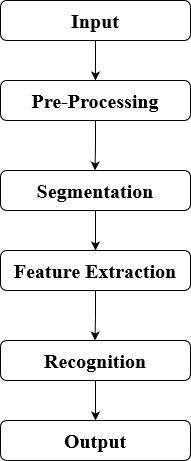 Input
Pre-Processing
Segmentation
Feature Extraction
Recognition
Output